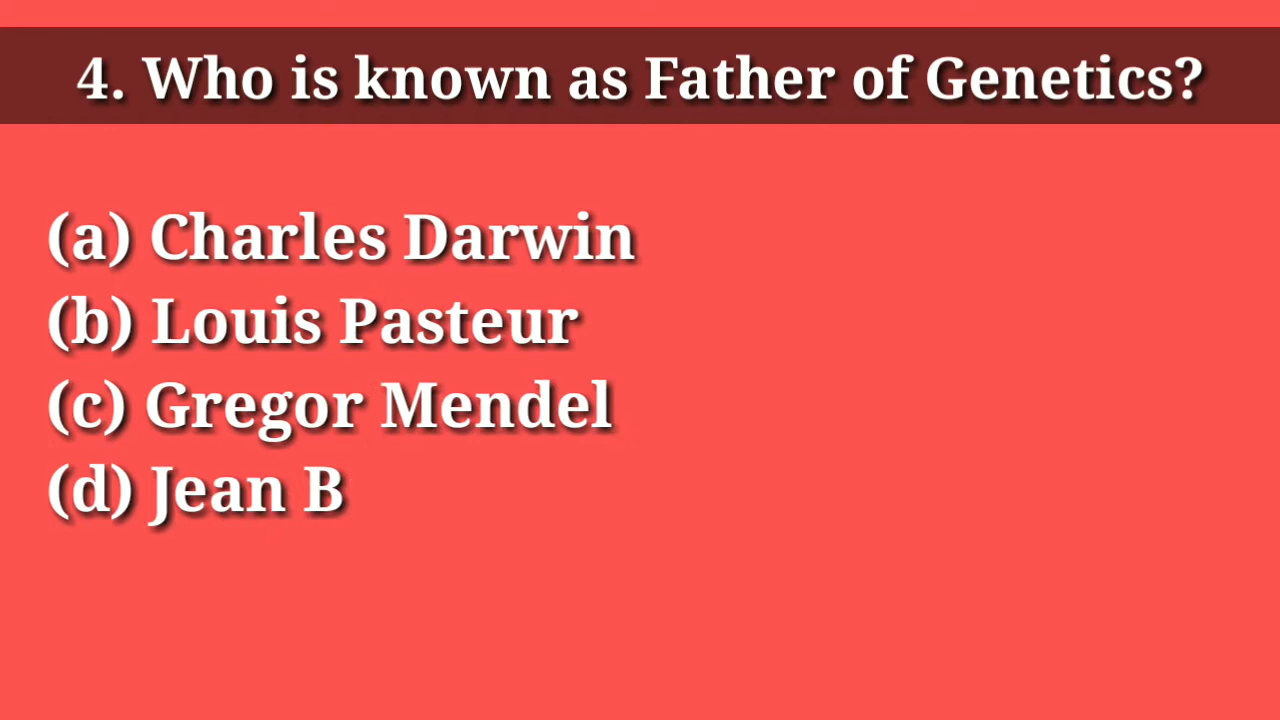 4. Who is known as Father of Genetics?
(a) Charles Darwin
(b) Louis Pasteur
(c) Gregor Mendel
(d) Jean B